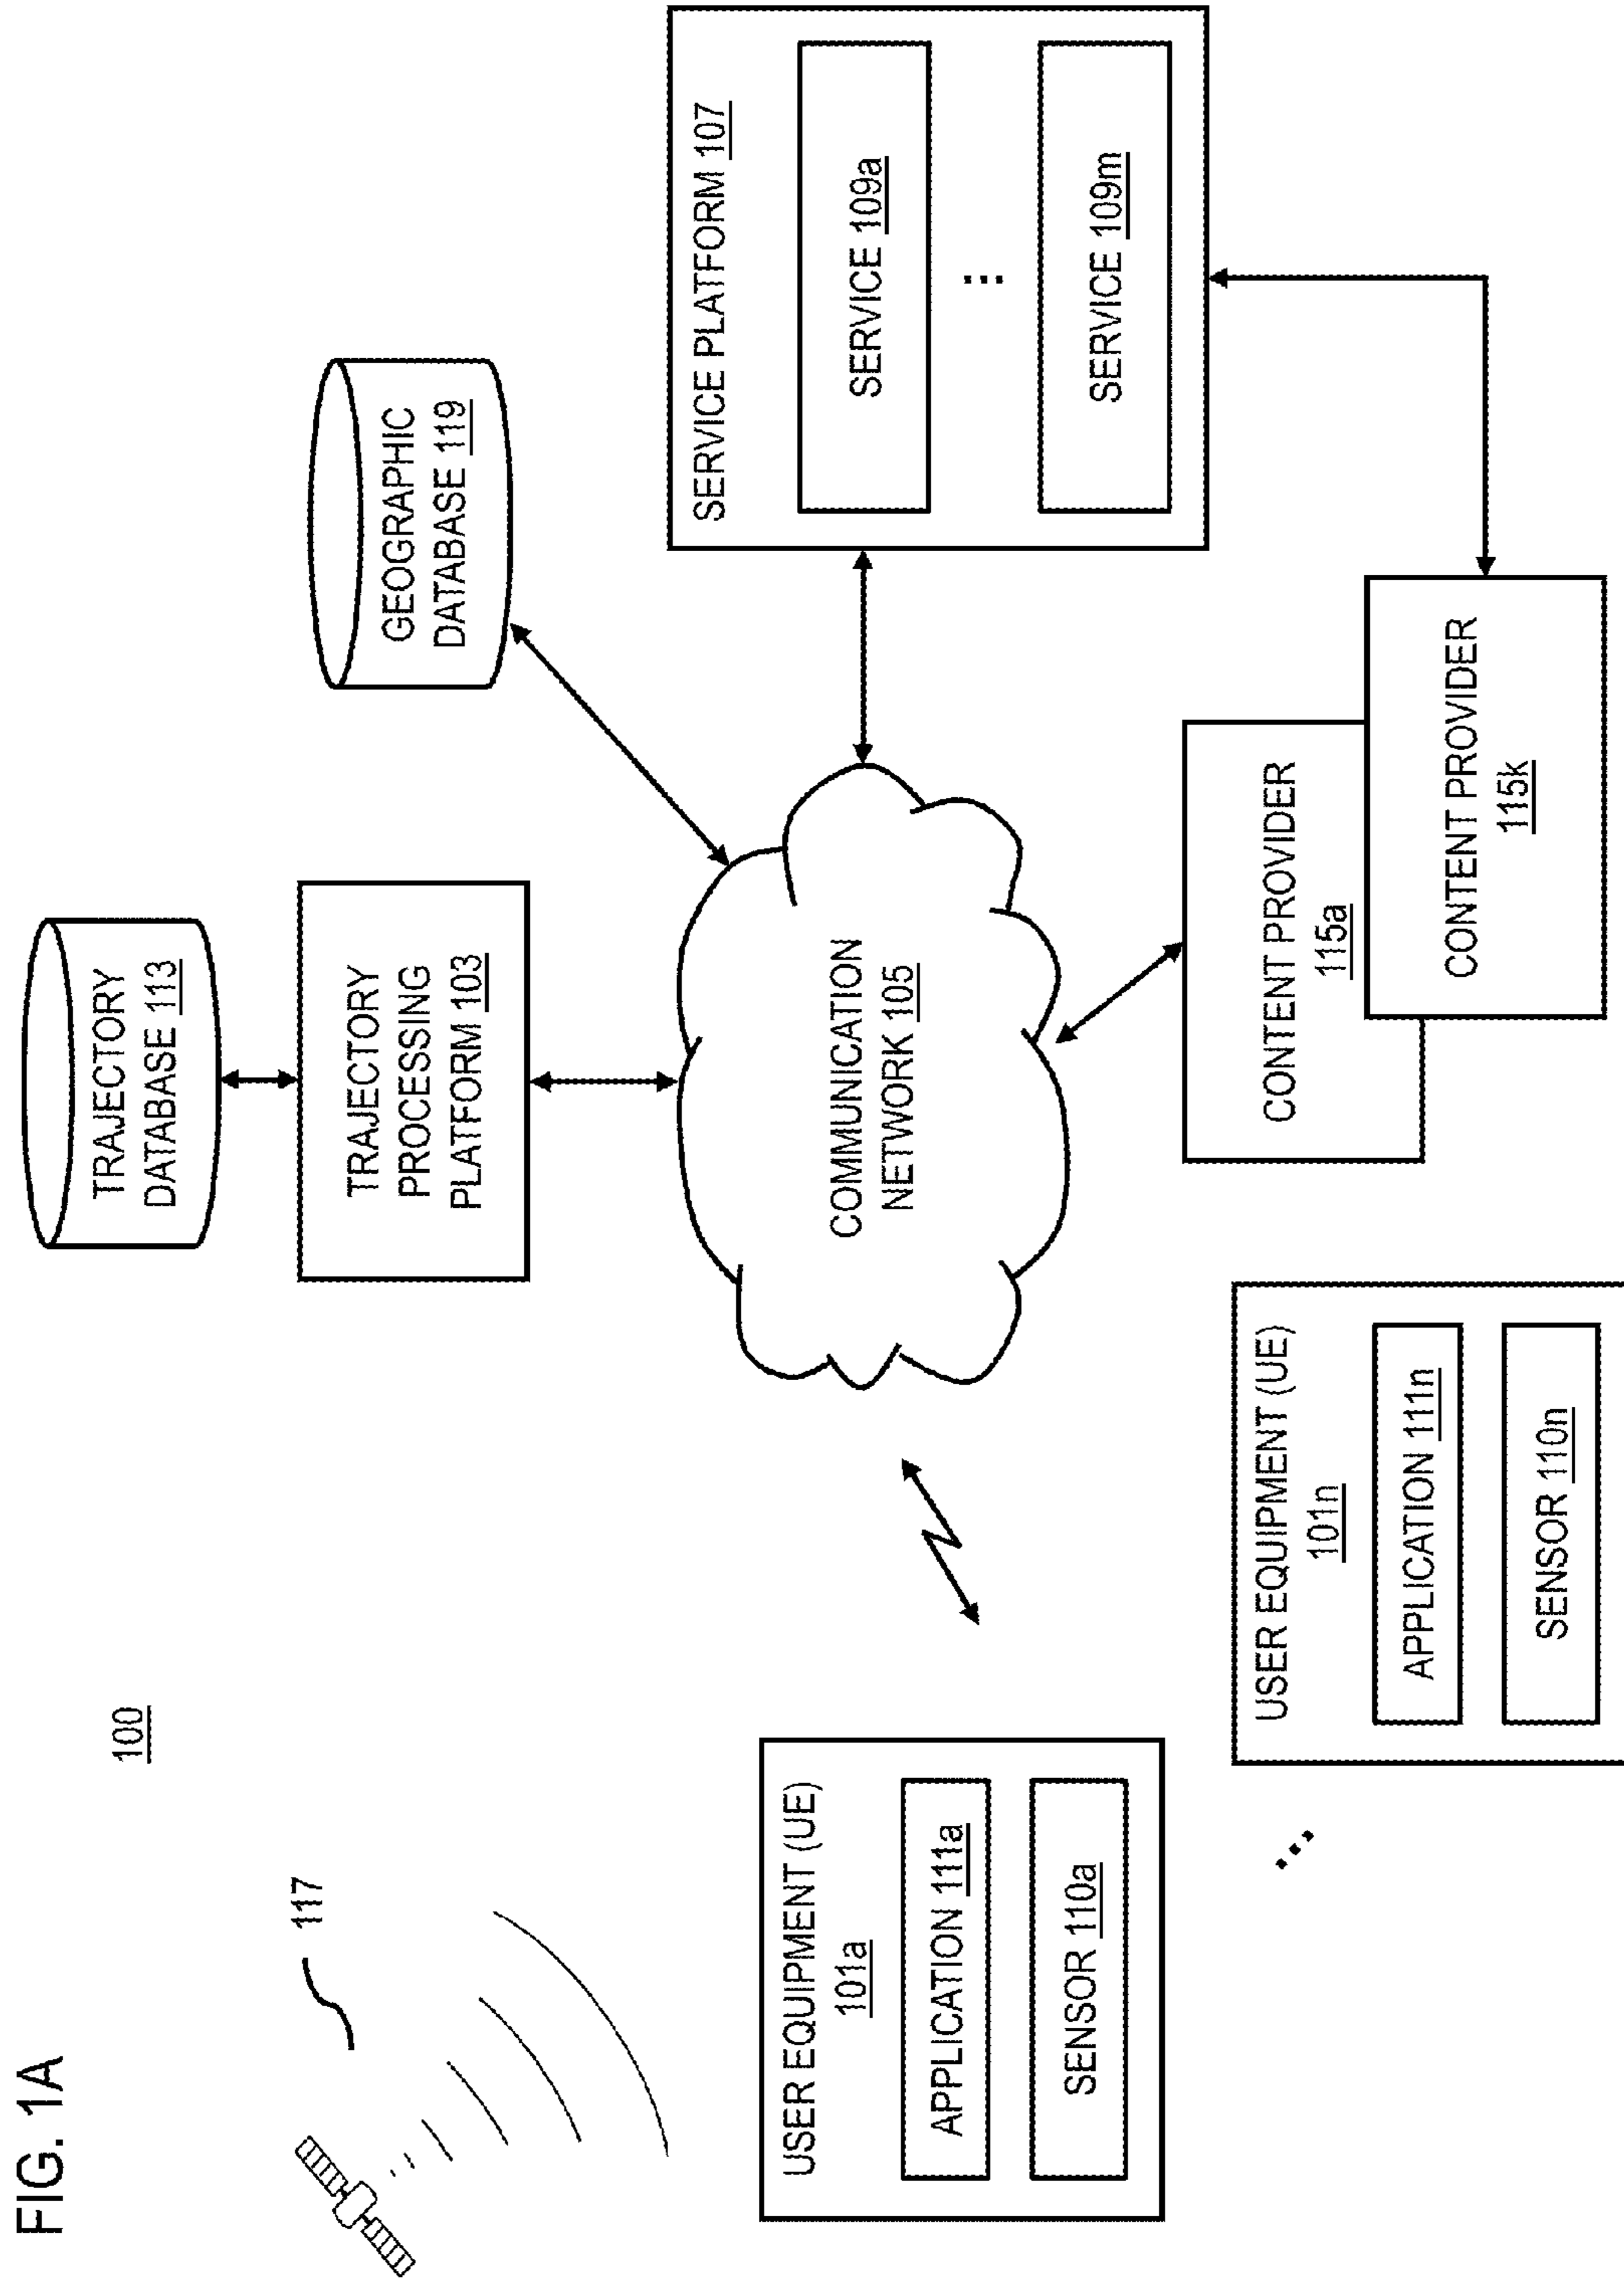 FIG. 1A
100
117
TRAJECTORY
DATABASE 113
TRAJECTORY
PROCESSING
PLATFORM 103
GEOGRAPHIC
DATABASE 119
COMMUNICATION
NETWORK 105
SERVICE PLATFORM 107
SERVICE 109a
...
SERVICE 109m
USER EQUIPMENT (UE)
101a
APPLICATION 111a
SENSOR 110a
...
USER EQUIPMENT (UE)
101n
APPLICATION 111n
SENSOR 110n
CONTENT PROVIDER
115a
CONTENT PROVIDER
115k